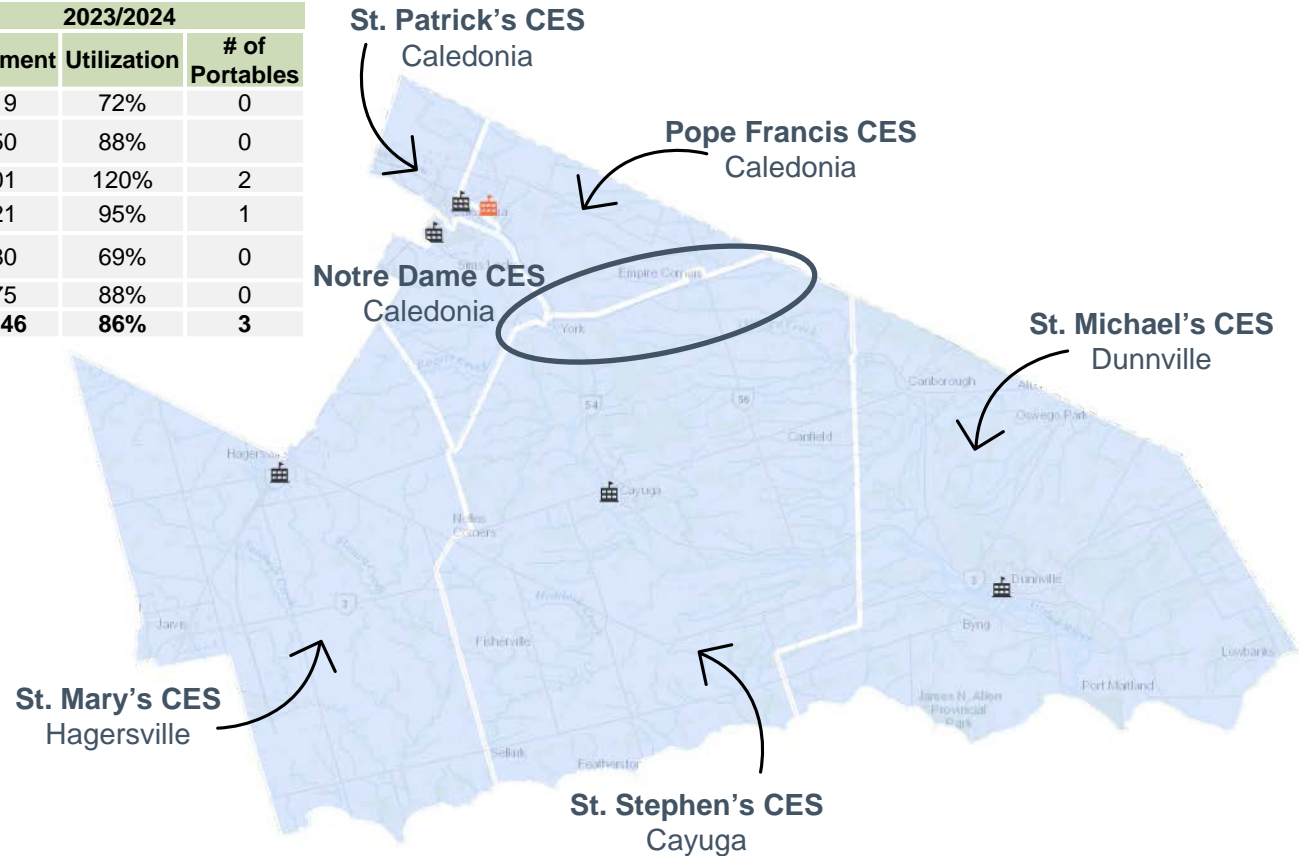 2023/2024
ment Utilization # of Portables
9 72% 0
50 88% 0
01 120% 2
21 95% 1
80 69% 0
75 88% 0
46 86% 3
St. Patrick's CES
Caledonia
Pope Francis CES
Caledonia
Notre Dame CES
Caledonia
Empire Corners
York
St. Michael's CES
Dunnville
Canborough
Oswego Park
54
56
Canfield
Hagersville
Cayuga
Nelles
Corners
3
Dunnville
3
Jarvis
Fisherville
Byng
Lowbanks
Port Maitland
James N. Allan
Provincial
Park
St. Mary's CES
Hagersville
Selkirk
Featherston
St. Stephen's CES
Cayuga